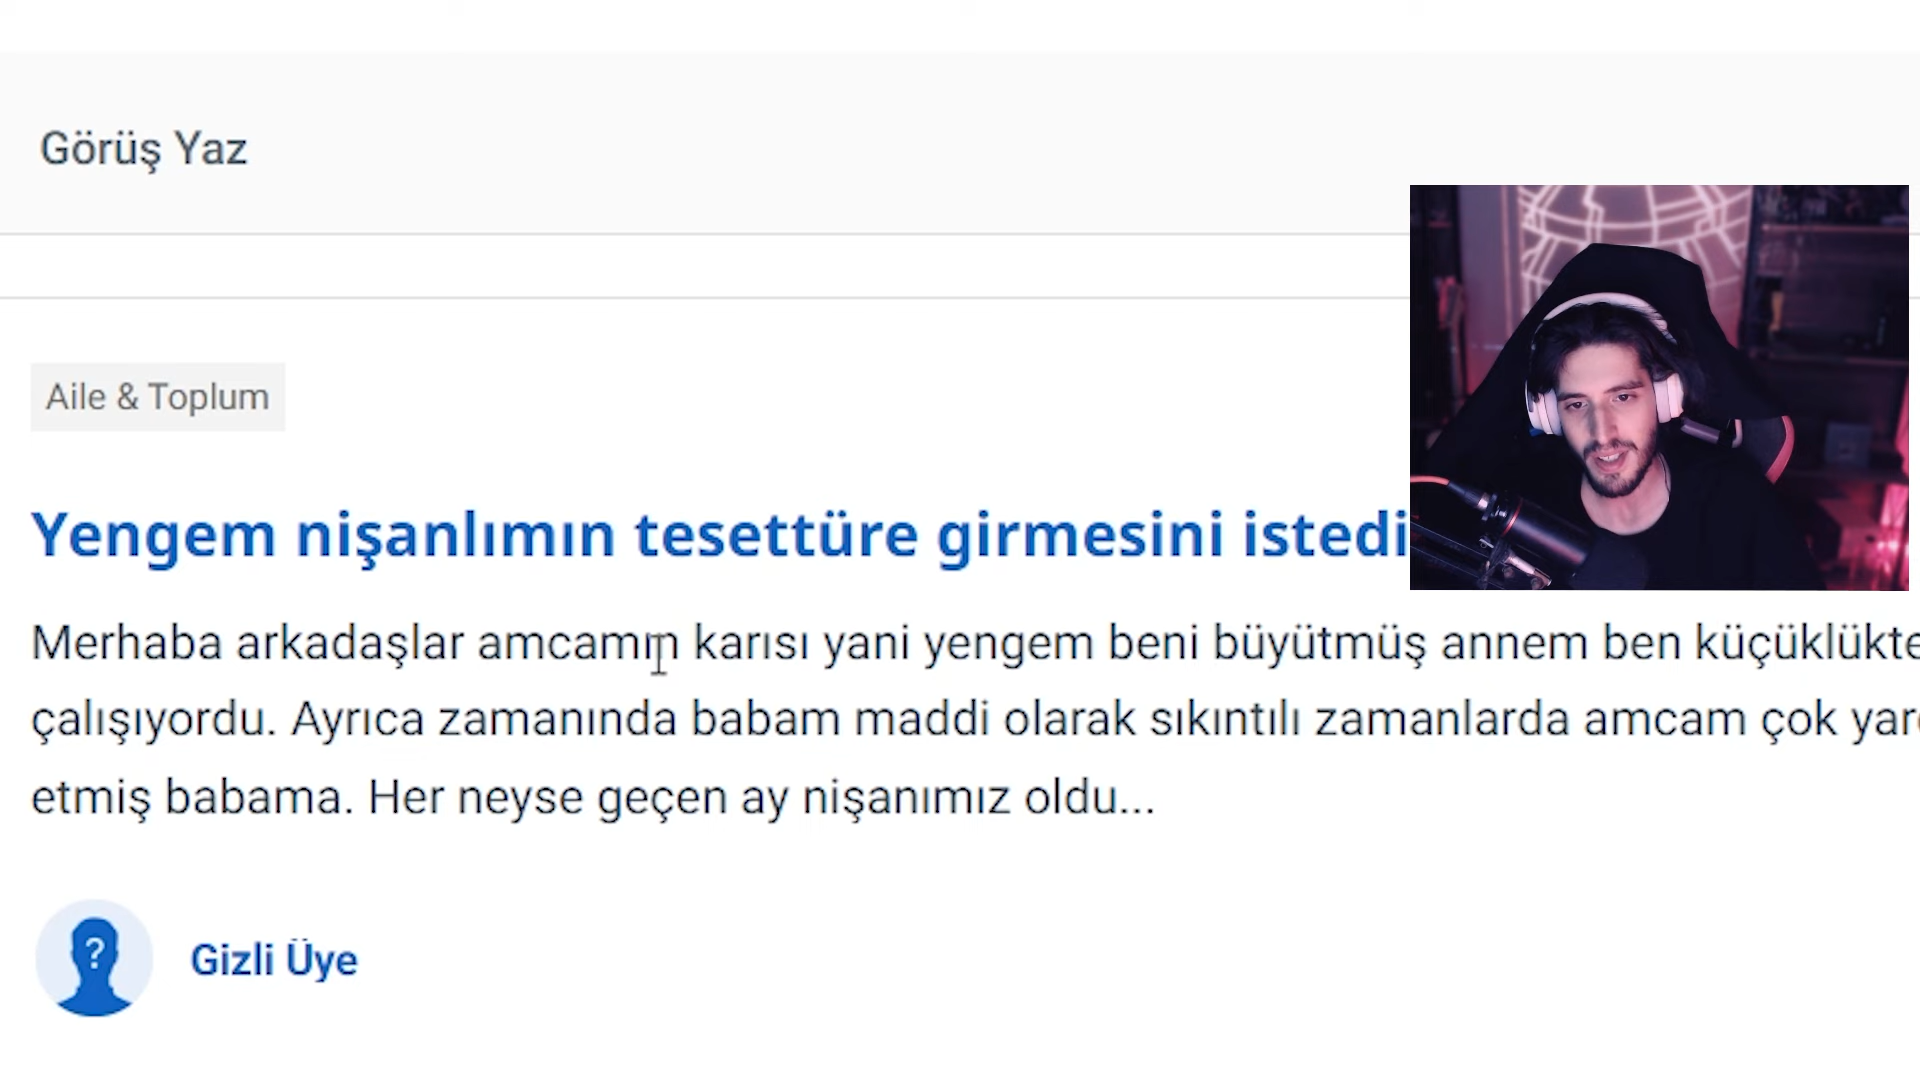 Görüş Yaz
Aile & Toplum
Yengem nişanlımın tesettüre girmesini istedi
Merhaba arkadaşlar amcamın karısı yani yengem beni büyütmüş annem ben küçüklükte
çalışıyordu. Ayrıca zamanında babam maddi olarak sıkıntılı zamanlarda amcam çok
etmiş babama. Her neyse geçen ay nişanımız oldu...
Gizli Üye